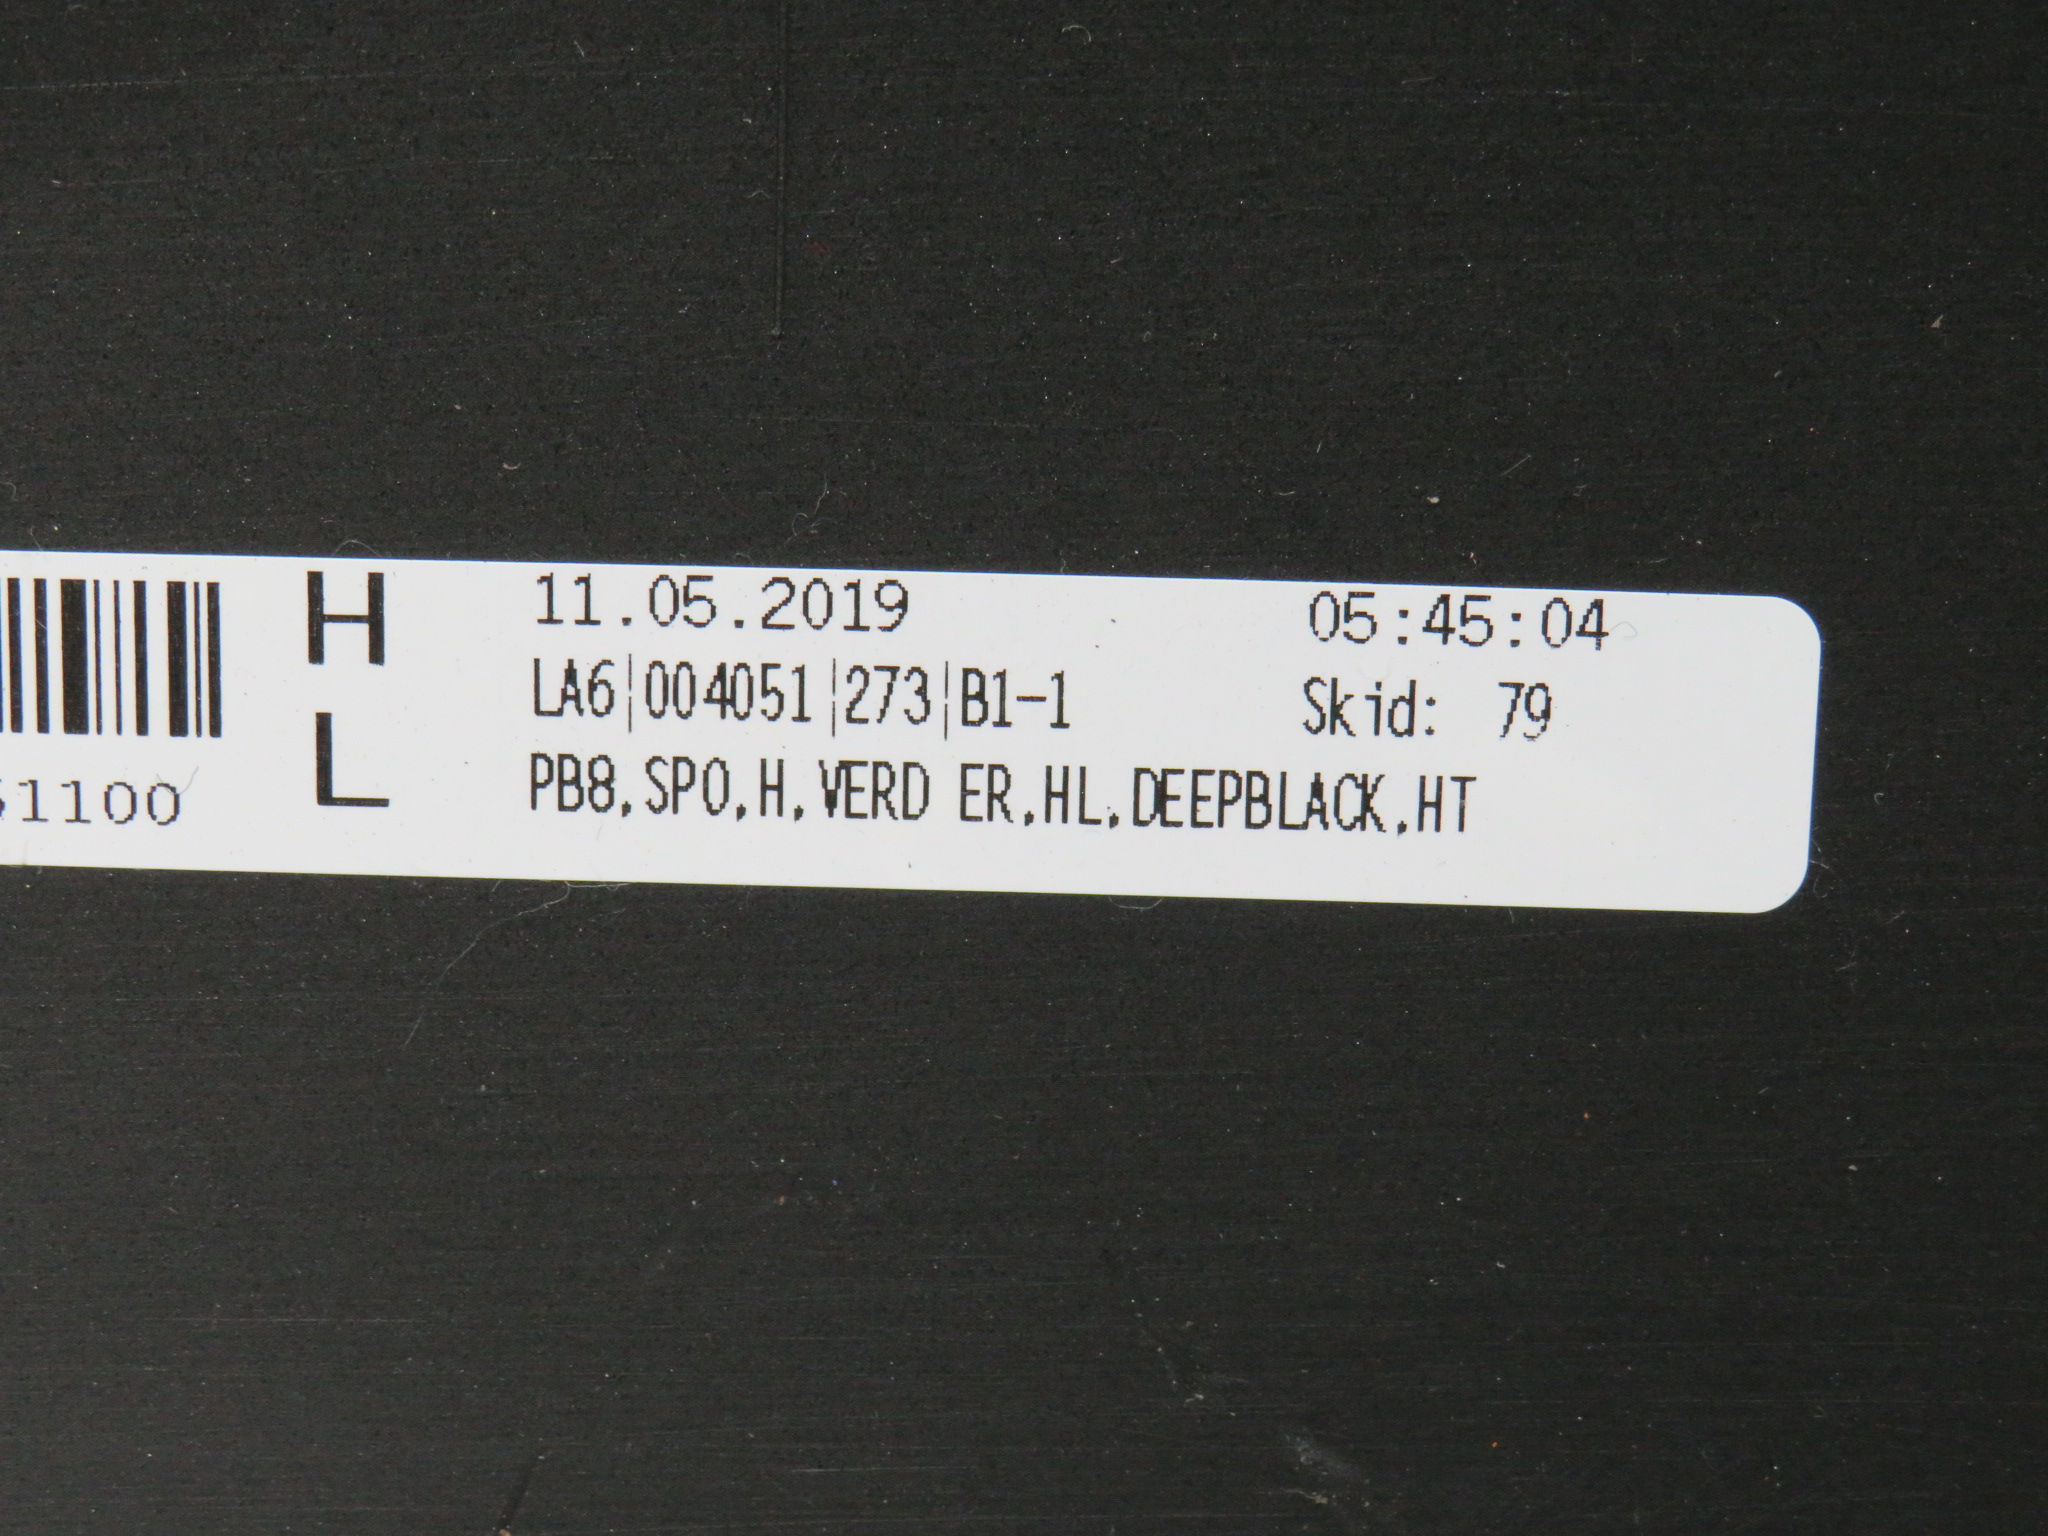 H 11.05.2019 05:45:04
LA6|004051|273|B1-1 Skid: 79
L PB8.SPO.H.VERD ER.HL.DEEPBLACK.HT
1100